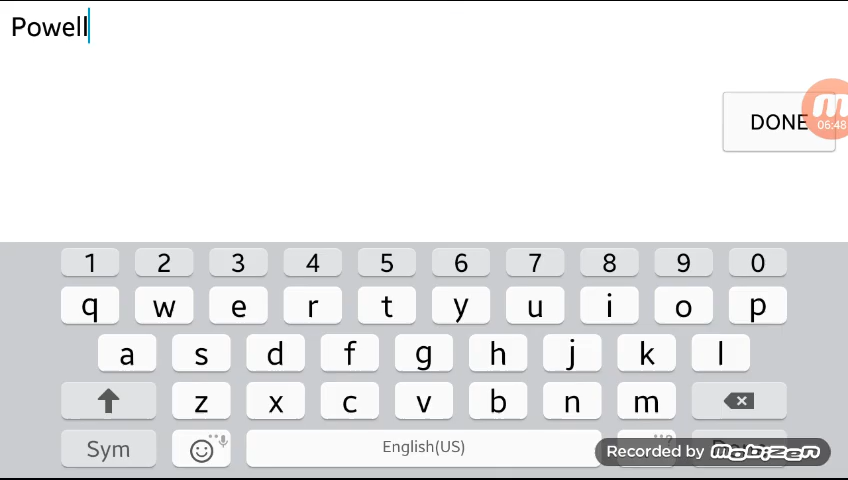 Powell
DONE
06:48
1 2 3 4 5 6 7 8 9 0
q w e r t y u i o p
a s d f g h j k l
z x c v b n m
Sym
English(US)
Recorded by mobizen